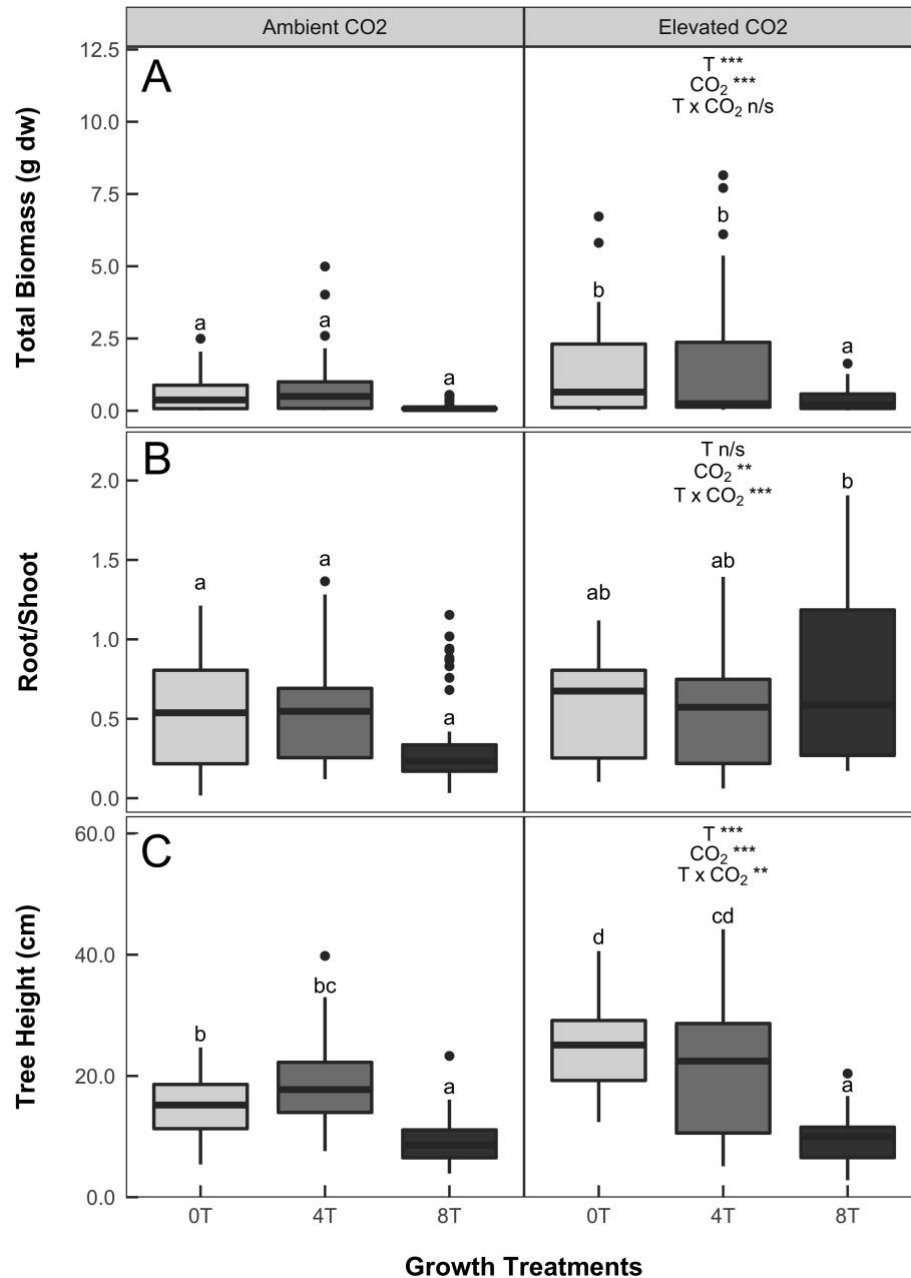 Ambient CO2
Elevated CO2
Total Biomass (g dw)
12.5
10.0
7.5
5.0
2.5
0.0
A
a
a
a
T ***
CO₂ ***
T x CO₂ n/s
b
b
a
Root/Shoot
2.0
1.5
1.0
0.5
0.0
B
a
a
a
T n/s
CO₂ **
T x CO₂ ***
ab
ab
b
Tree Height (cm)
60.0
40.0
20.0
0.0
C
b
bc
a
T ***
CO₂ ***
T x CO₂ **
d
cd
a
0T
4T
8T
0T
4T
8T
Growth Treatments